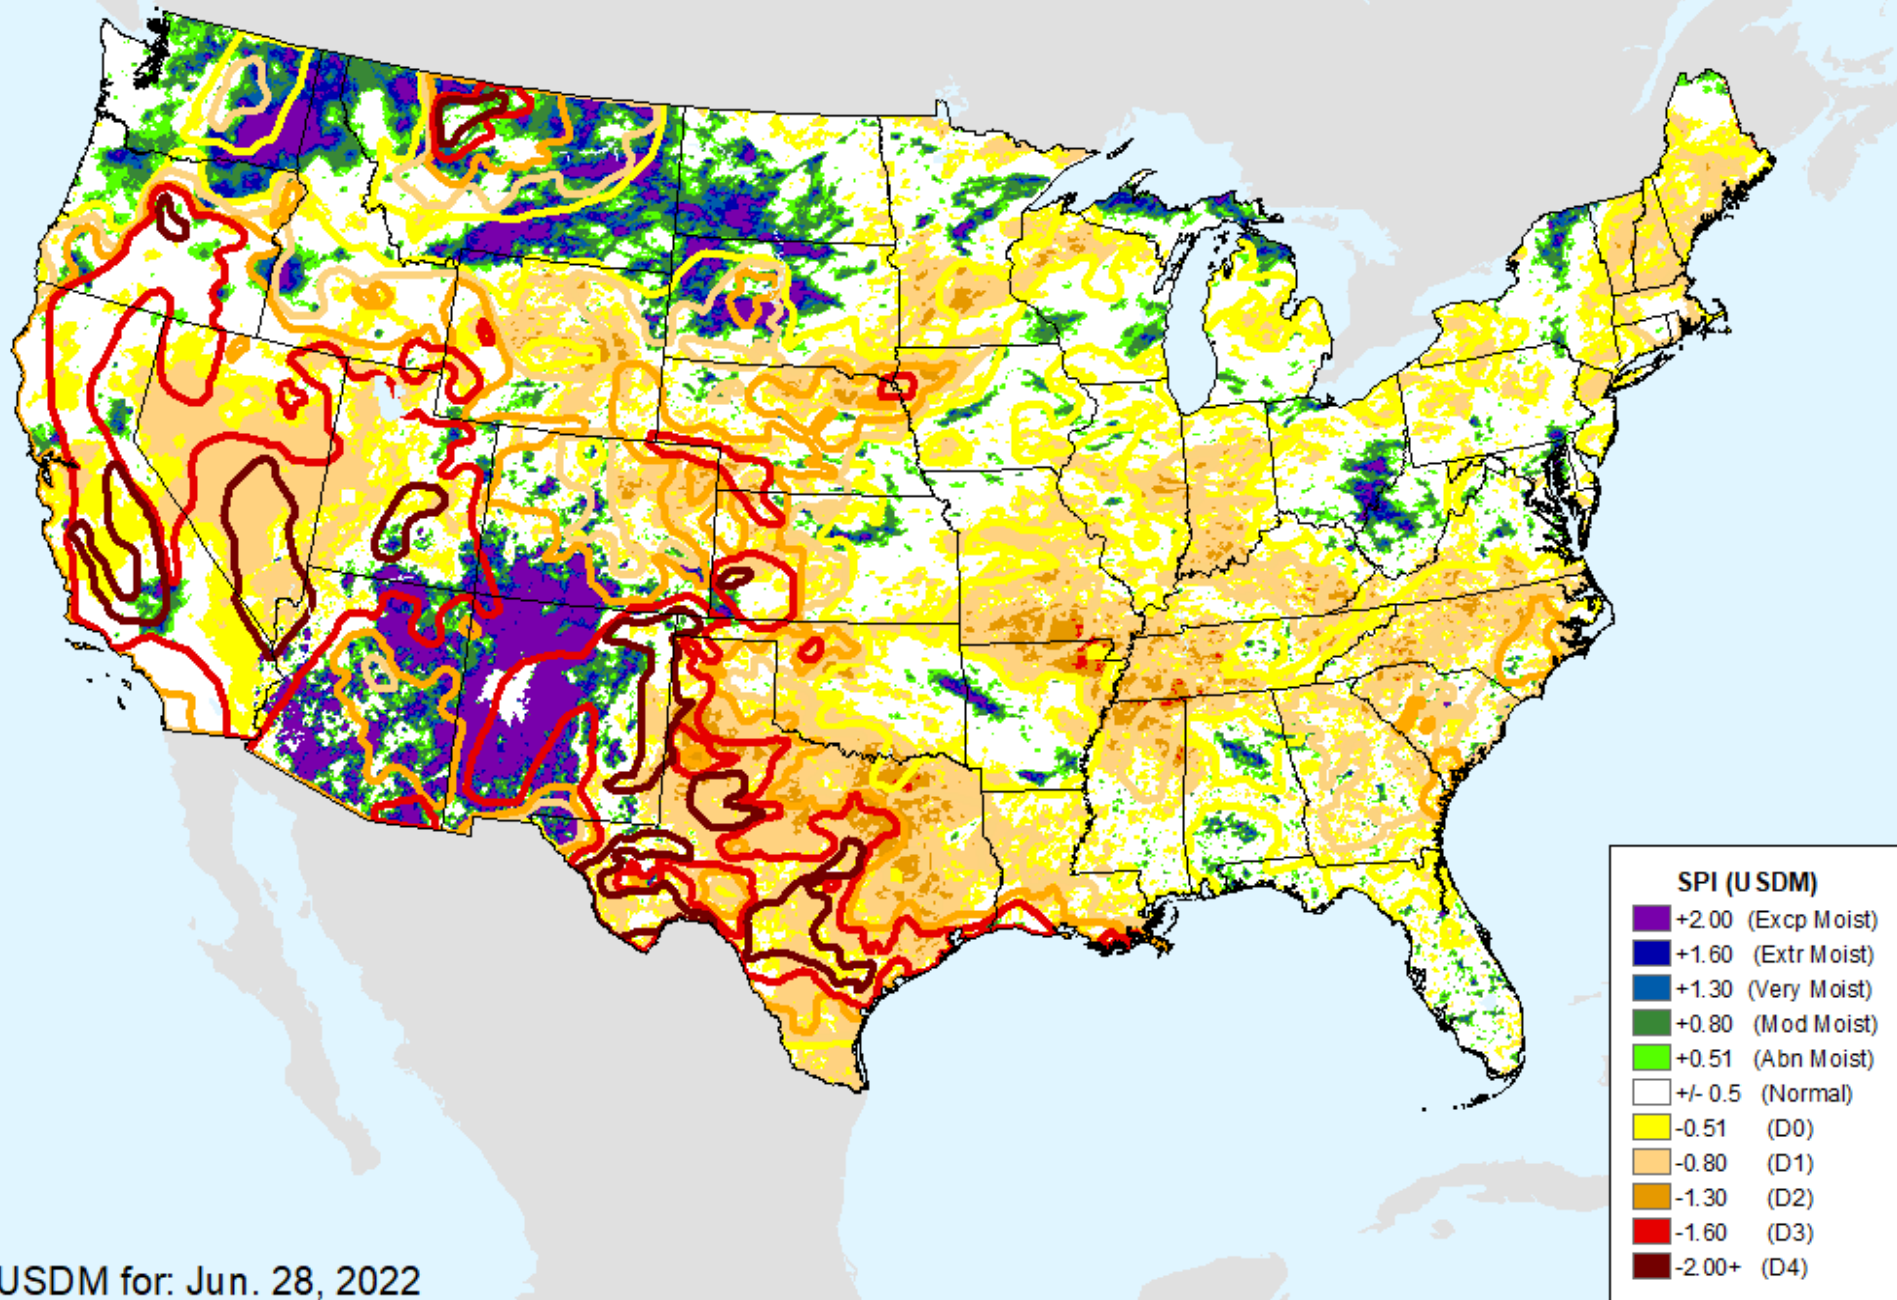 SPI (USDM)
+2.00 (Excp Moist)
+1.60 (Extr Moist)
+1.30 (Very Moist)
+0.80 (Mod Moist)
+0.51 (Abn Moist)
+/- 0.5 (Normal)
-0.51 (D0)
-0.80 (D1)
-1.30 (D2)
-1.60 (D3)
-2.00+ (D4)
USDM for: Jun. 28, 2022